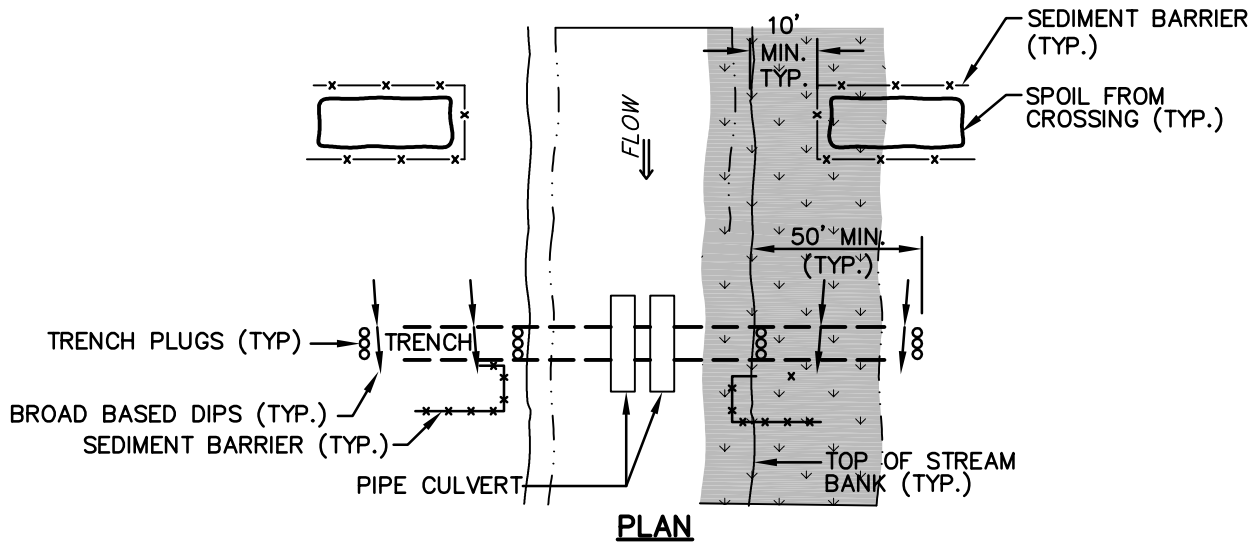 10'
MIN.
TYP.
SEDIMENT BARRIER
(TYP.)
SPOIL FROM
CROSSING (TYP.)
FLOW
50' MIN.
(TYP.)
TRENCH PLUGS (TYP)
TRENCH
BROAD BASED DIPS (TYP.)
SEDIMENT BARRIER (TYP.)
PIPE CULVERT
TOP OF STREAM
BANK (TYP.)
PLAN